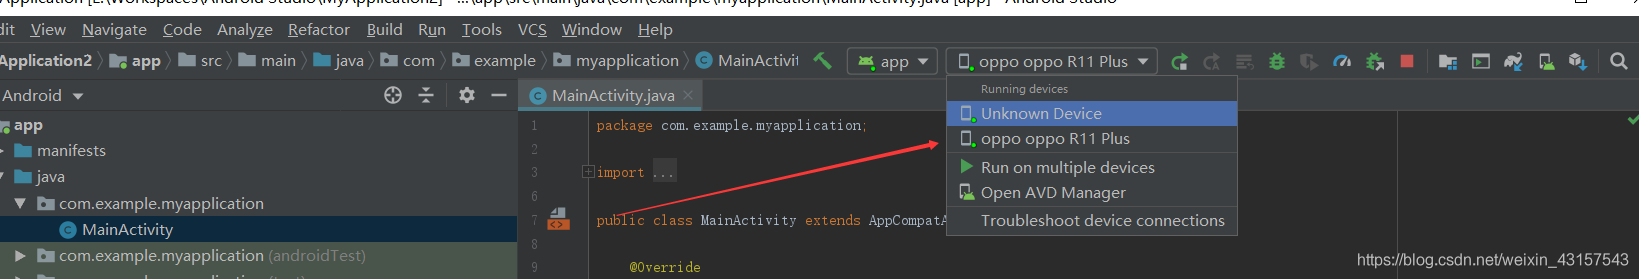 Application [E:\Workspaces\Android Studio\MyApplication2] - ...\app\src\main\java\com\example\myapplication\MainActivity.java [app] - Android Studio
dit View Navigate Code Analyze Refactor Build Run Tools VCS Window Help
Application2 app src main java com example myapplication MainActivit app oppo oppo R11 Plus
Android
MainActivity.java
Running devices
Unknown Device
oppo oppo R11 Plus
Run on multiple devices
Open AVD Manager
Troubleshoot device connections
app
manifests
java
com.example.myapplication
MainActivity
com.example.myapplication (androidTest)
com.example.myapplication (test)
1 package com.example.myapplication;
2
3 import ...
6
7 public class MainActivity extends AppCompatA
8
9 @Override
https://blog.csdn.net/weixin_43157543